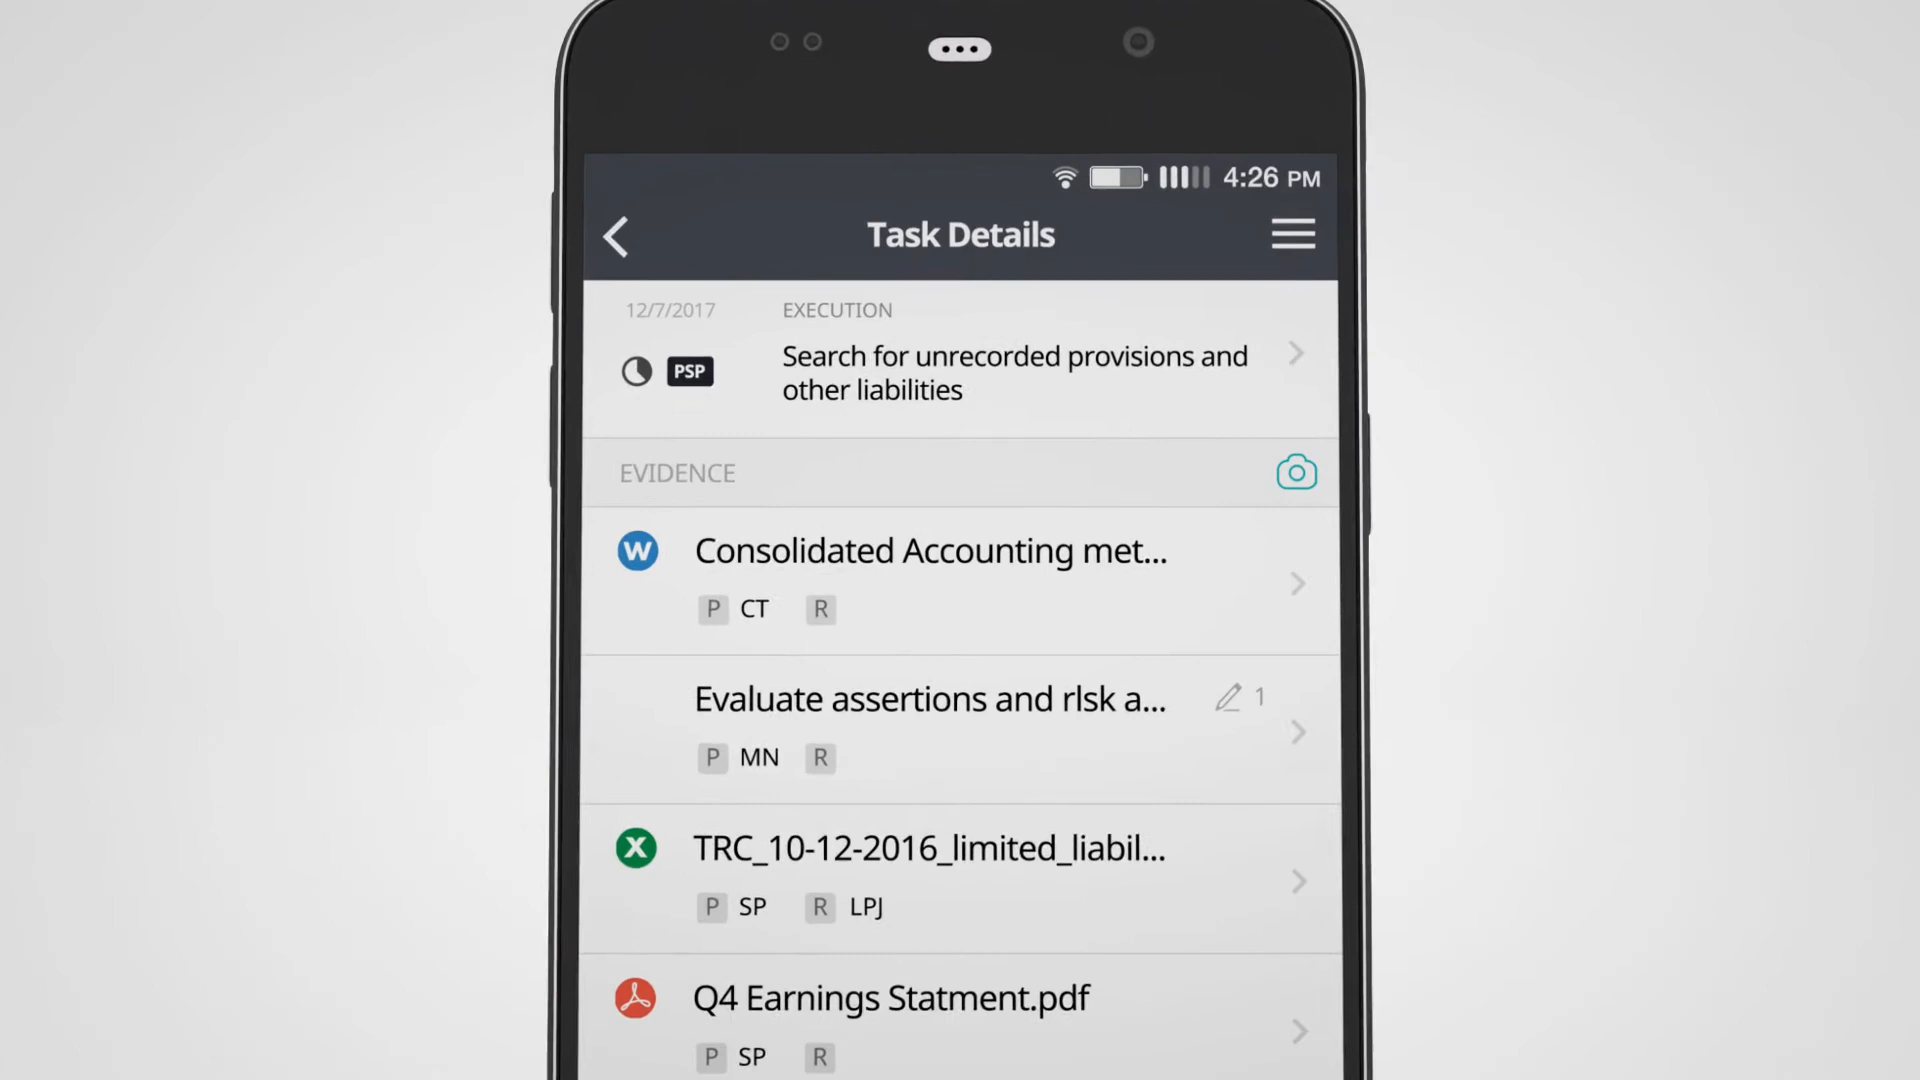 4:26 PM
Task Details
12/7/2017 EXECUTION
PSP Search for unrecorded provisions and
other liabilities
EVIDENCE
W Consolidated Accounting met...
P CT R
Evaluate assertions and rlsk a... 1
P MN R
X TRC_10-12-2016_limited_liabil...
P SP R LPJ
Q4 Earnings Statment.pdf
P SP R